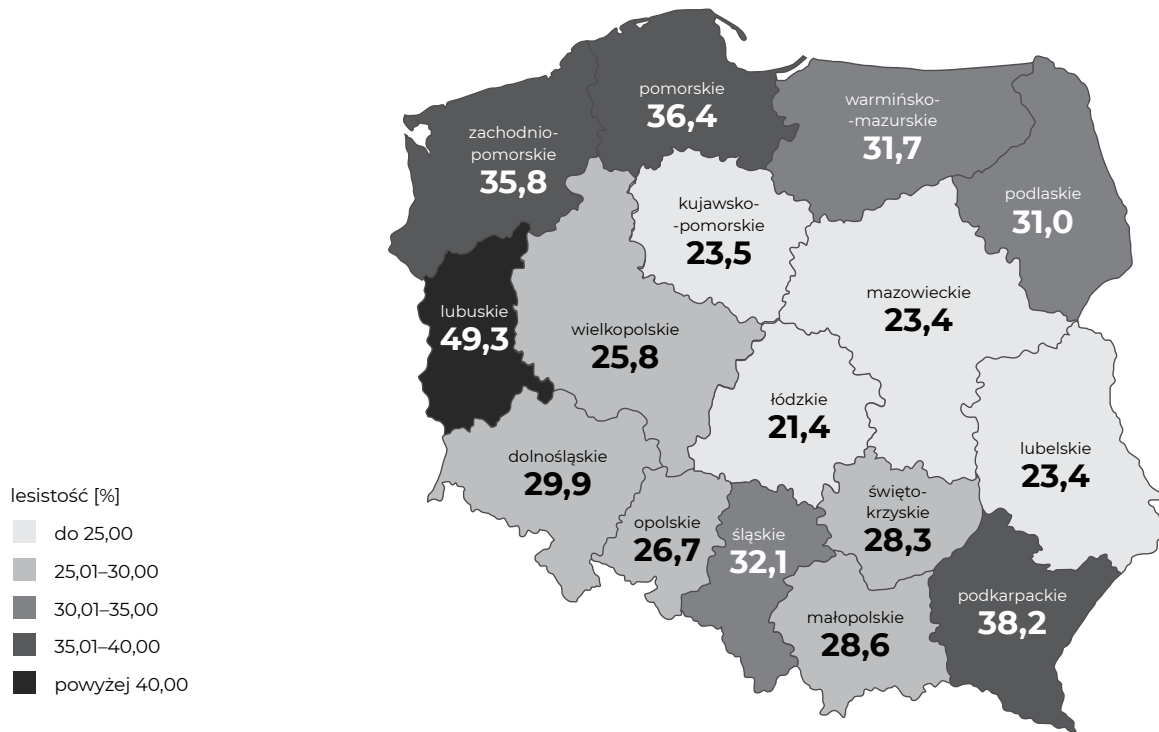 pomorskie
36,4
warmińsko-
-mazurskie
31,7
zachodnio-
pomorskie
35,8
podlaskie
31,0
kujawsko-
-pomorskie
23,5
mazowieckie
23,4
lubuskie
49,3
wielkopolskie
25,8
łódzkie
21,4
lubelskie
23,4
dolnośląskie
29,9
święto-
krzyskie
28,3
opolskie
26,7
śląskie
32,1
podkarpackie
38,2
małopolskie
28,6
lesistość [%]
do 25,00
25,01–30,00
30,01–35,00
35,01–40,00
powyżej 40,00